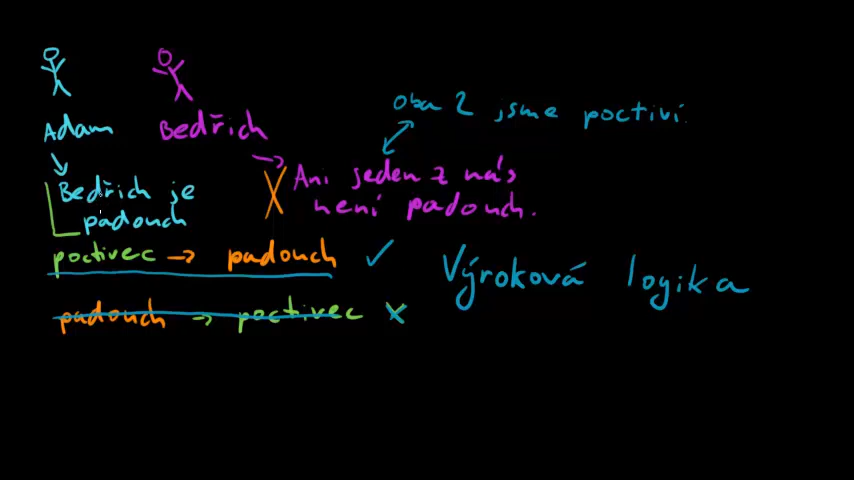 Adam
Bedřich
oba 2 jsme poctiví.
Bedřich je
padouch
Ani jeden z nás
není padouch.
poctivec → padouch ✓
padouch → poctivec x
Výroková logika